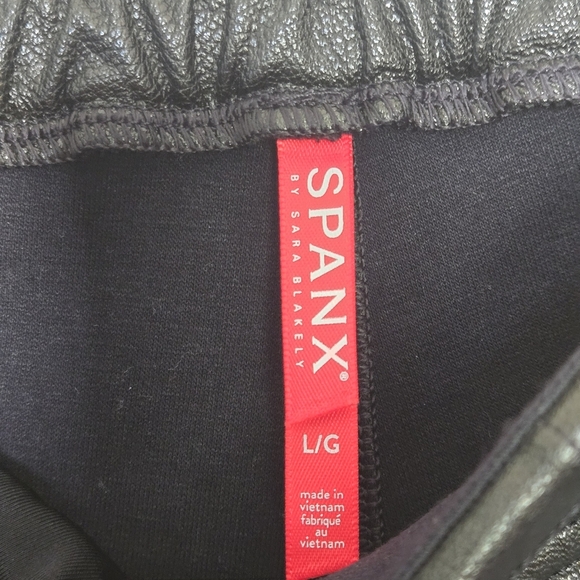 SPANX®
BY SARA BLAKELY
L/G
made in
vietnam
fabriqué
au
vietnam